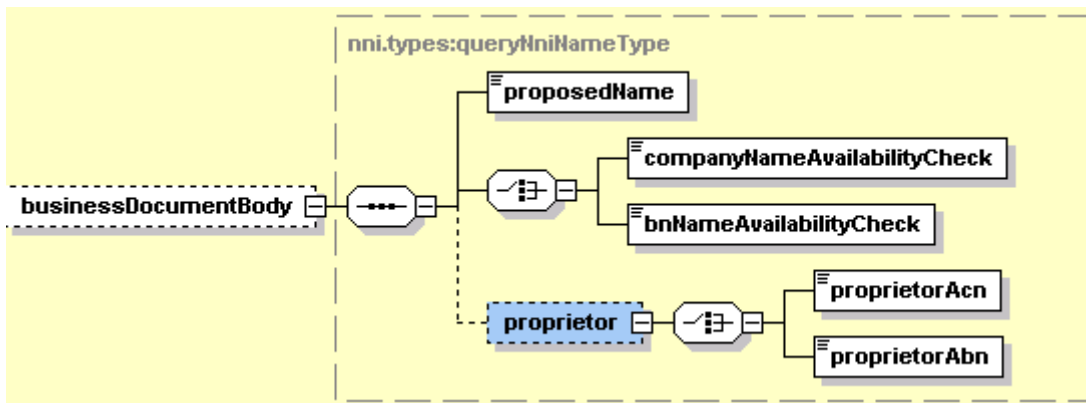 nni.types:queryNniNameType
proposedName
companyNameAvailabilityCheck
businessDocumentBody
bnNameAvailabilityCheck
proprietorAcn
proprietor
proprietorAbn